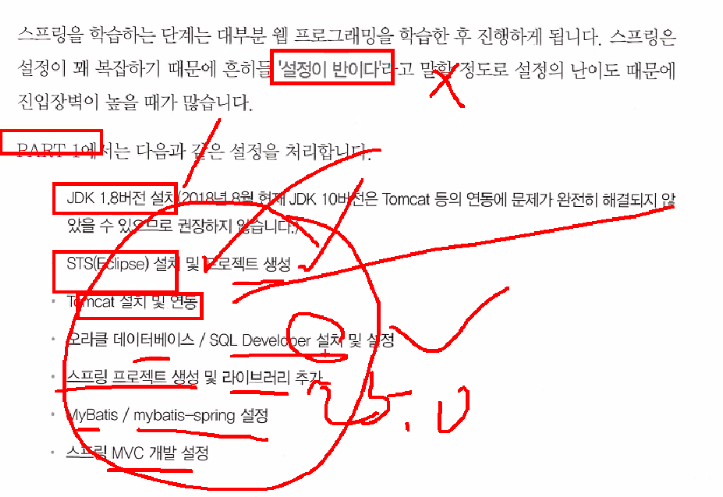 스프링을 학습하는 단계는 대부분 웹 프로그래밍을 학습한 후 진행하게 됩니다. 스프링은
설정이 꽤 복잡하기 때문에 흔히들 '설정이 반이다'라고 말할 정도로 설정의 난이도 때문에
진입장벽이 높을 때가 많습니다.
PART 1에서는 다음과 같은 설정을 처리합니다.
JDK 1.8버전 설치(2018년 8월 현재 JDK 10버전은 Tomcat 등의 연동에 문제가 완전히 해결되지 않
았을 수 있으므로 권장하지 않습니다.)
STS(Eclipse) 설치 및 프로젝트 생성
• Tomcat 설치 및 연동
• 오라클 데이터베이스 / SQL Developer 설치 및 설정
• 스프링 프로젝트 생성 및 라이브러리 추가
• MyBatis / mybatis-spring 설정
• 스프링 MVC 개발 설정